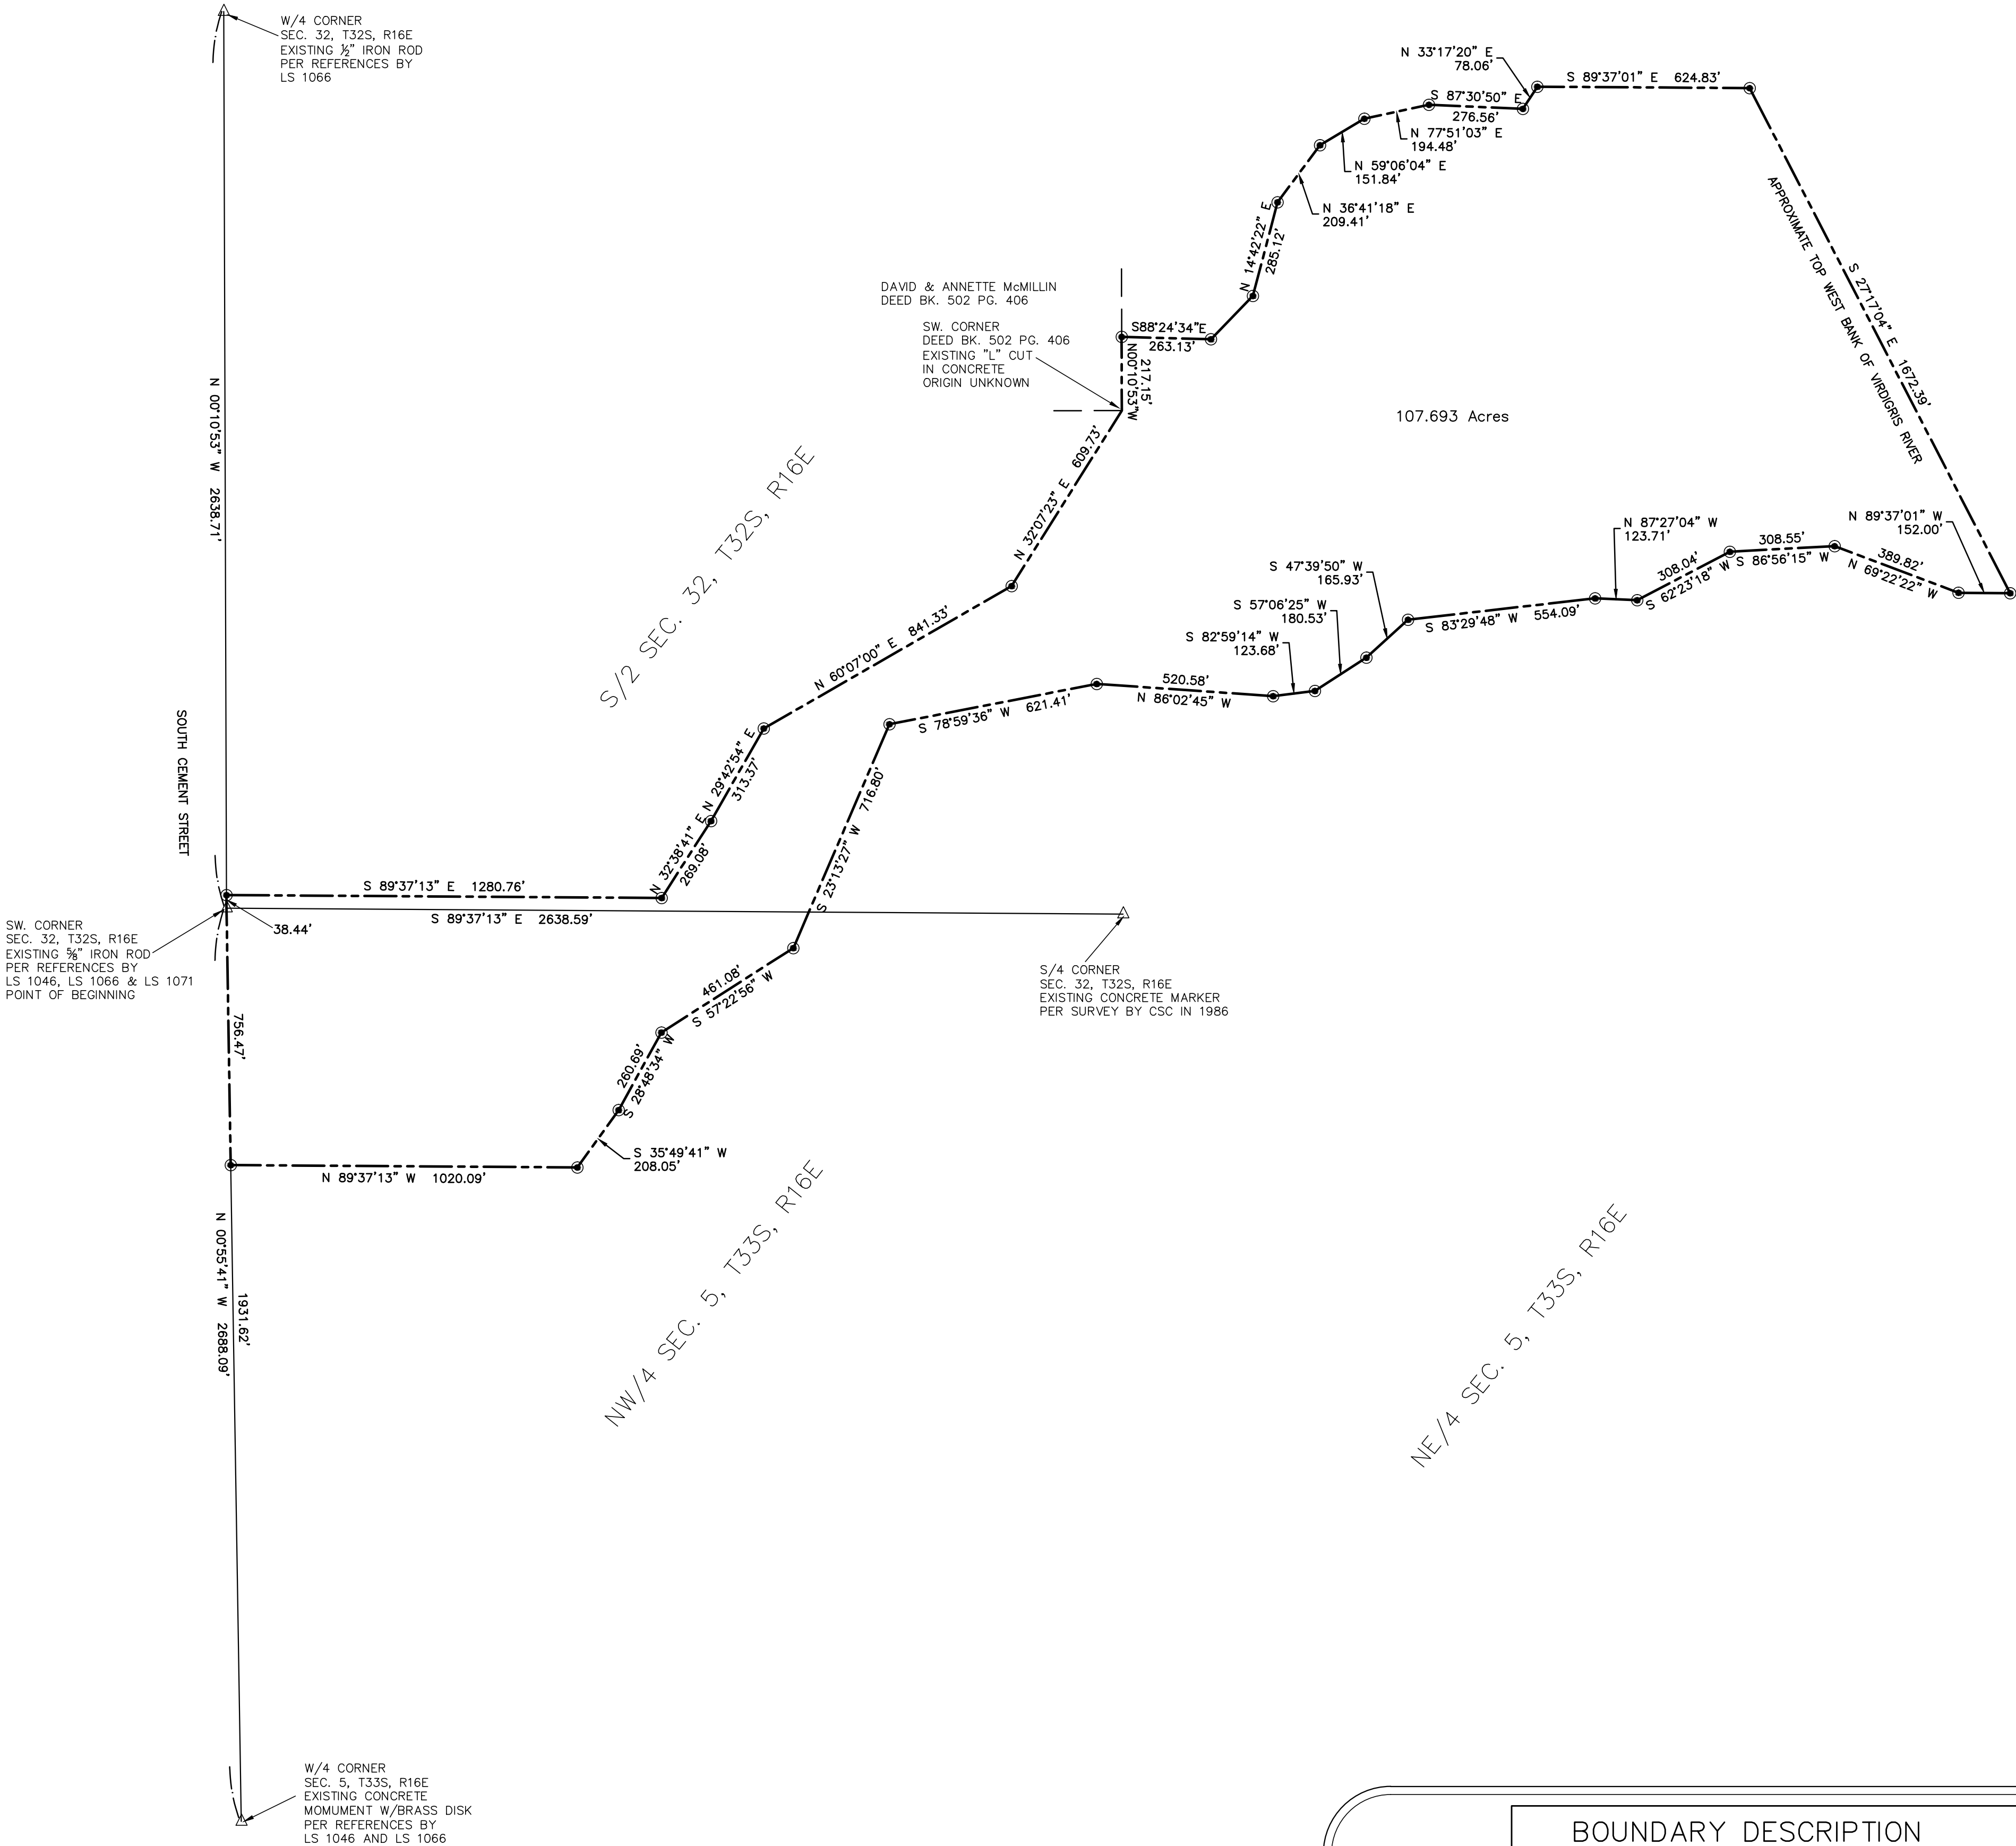 W/4 CORNER
SEC. 32, T32S, R16E
EXISTING ½" IRON ROD
PER REFERENCES BY
LS 1066
N 33°17'20" E
78.06'
S 89°37'01" E 624.83'
S 87°30'50" E
276.56'
N 77°51'03" E
194.48'
N 59°06'04" E
151.84'
N 36°41'18" E
209.41'
N 14°42'22" E
285.12'
APPROXIMATE TOP WEST BANK OF VIRDIGRIS RIVER
S 27°17'04" E 1672.39'
DAVID & ANNETTE McMILLIN
DEED BK. 502 PG. 406
SW. CORNER
DEED BK. 502 PG. 406
EXISTING "L" CUT
IN CONCRETE
ORIGIN UNKNOWN
S88°24'34"E
263.13'
217.15'
N00°10'53"W
107.693 Acres
N 00°10'53" W 2638.71'
S/2 SEC. 32, T32S, R16E
N 32°07'23" E 609.73'
N 60°07'00" E 841.33'
N 29°42'54" E
313.37'
N 32°38'41" E
269.08'
N 89°37'01" W
152.00'
389.82'
N 69°22'22" W
308.55'
S 86°56'15" W
308.04'
S 62°23'18" W
N 87°27'04" W
123.71'
S 83°29'48" W 554.09'
S 47°39'50" W
165.93'
S 57°06'25" W
180.53'
S 82°59'14" W
123.68'
520.58'
N 86°02'45" W
S 78°59'36" W 621.41'
S 23°13'27" W 716.80'
SOUTH CEMENT STREET
S 89°37'13" E 1280.76'
S 89°37'13" E 2638.59'
38.44'
SW. CORNER
SEC. 32, T32S, R16E
EXISTING ⅝" IRON ROD
PER REFERENCES BY
LS 1046, LS 1066 & LS 1071
POINT OF BEGINNING
S/4 CORNER
SEC. 32, T32S, R16E
EXISTING CONCRETE MARKER
PER SURVEY BY CSC IN 1986
461.08'
S 57°22'56" W
260.69'
S 28°48'34" W
S 35°49'41" W
208.05'
756.47'
N 89°37'13" W 1020.09'
N 00°55'41" W 2688.09'
1931.62'
NW/4 SEC. 5, T33S, R16E
NE/4 SEC. 5, T33S, R16E
W/4 CORNER
SEC. 5, T33S, R16E
EXISTING CONCRETE
MOMUMENT W/BRASS DISK
PER REFERENCES BY
LS 1046 AND LS 1066
BOUNDARY DESCRIPTION